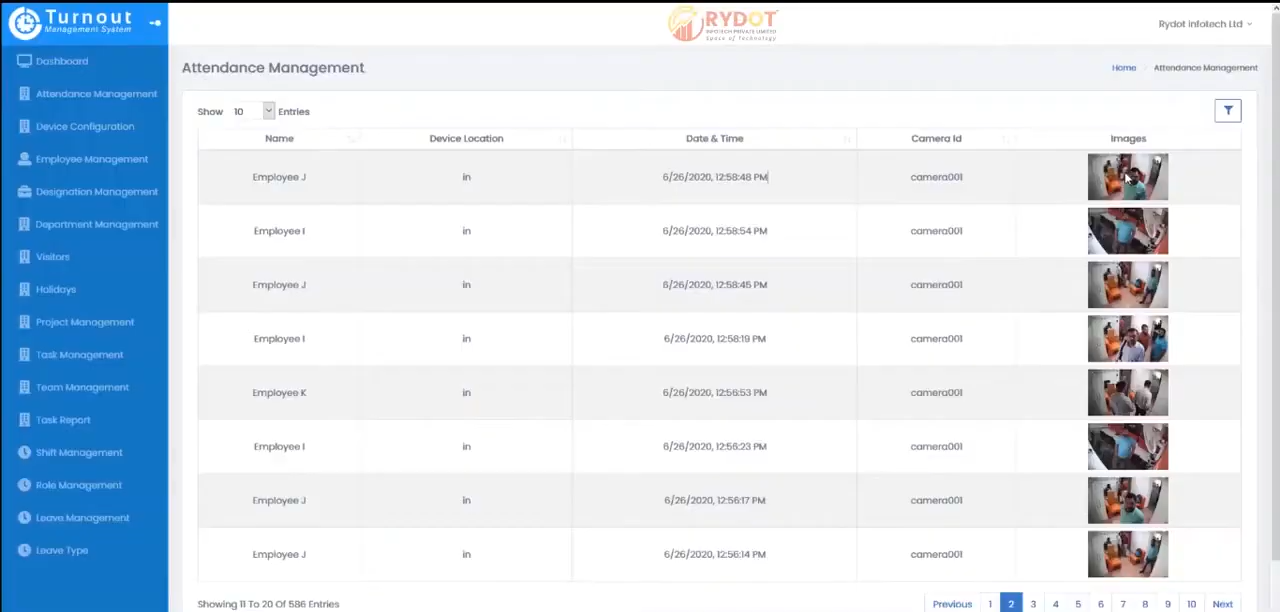 Turnout
Management System
RYDOT
INFOTECH PRIVATE LIMITED
Space of Technology
Rydot Infotech Ltd
Dashboard
Attendance Management
Device Configuration
Employee Management
Designation Management
Department Management
Visitors
Holidays
Project Management
Task Management
Team Management
Task Report
Shift Management
Role Management
Leave Management
Leave Type
Attendance Management
Home Attendance Management
Show 10 Entries
Name Device Location Date & Time Camera Id Images
Employee J in 6/26/2020, 12:58:48 PM camera001
Employee I in 6/26/2020, 12:58:54 PM camera001
Employee J in 6/26/2020, 12:58:45 PM camera001
Employee I in 6/26/2020, 12:58:19 PM camera001
Employee K in 6/26/2020, 12:56:53 PM camera001
Employee I in 6/26/2020, 12:56:23 PM camera001
Employee J in 6/26/2020, 12:56:17 PM camera001
Employee J in 6/26/2020, 12:56:14 PM camera001
Showing 11 To 20 Of 586 Entries
Previous 1 2 3 4 5 6 7 8 9 10 Next